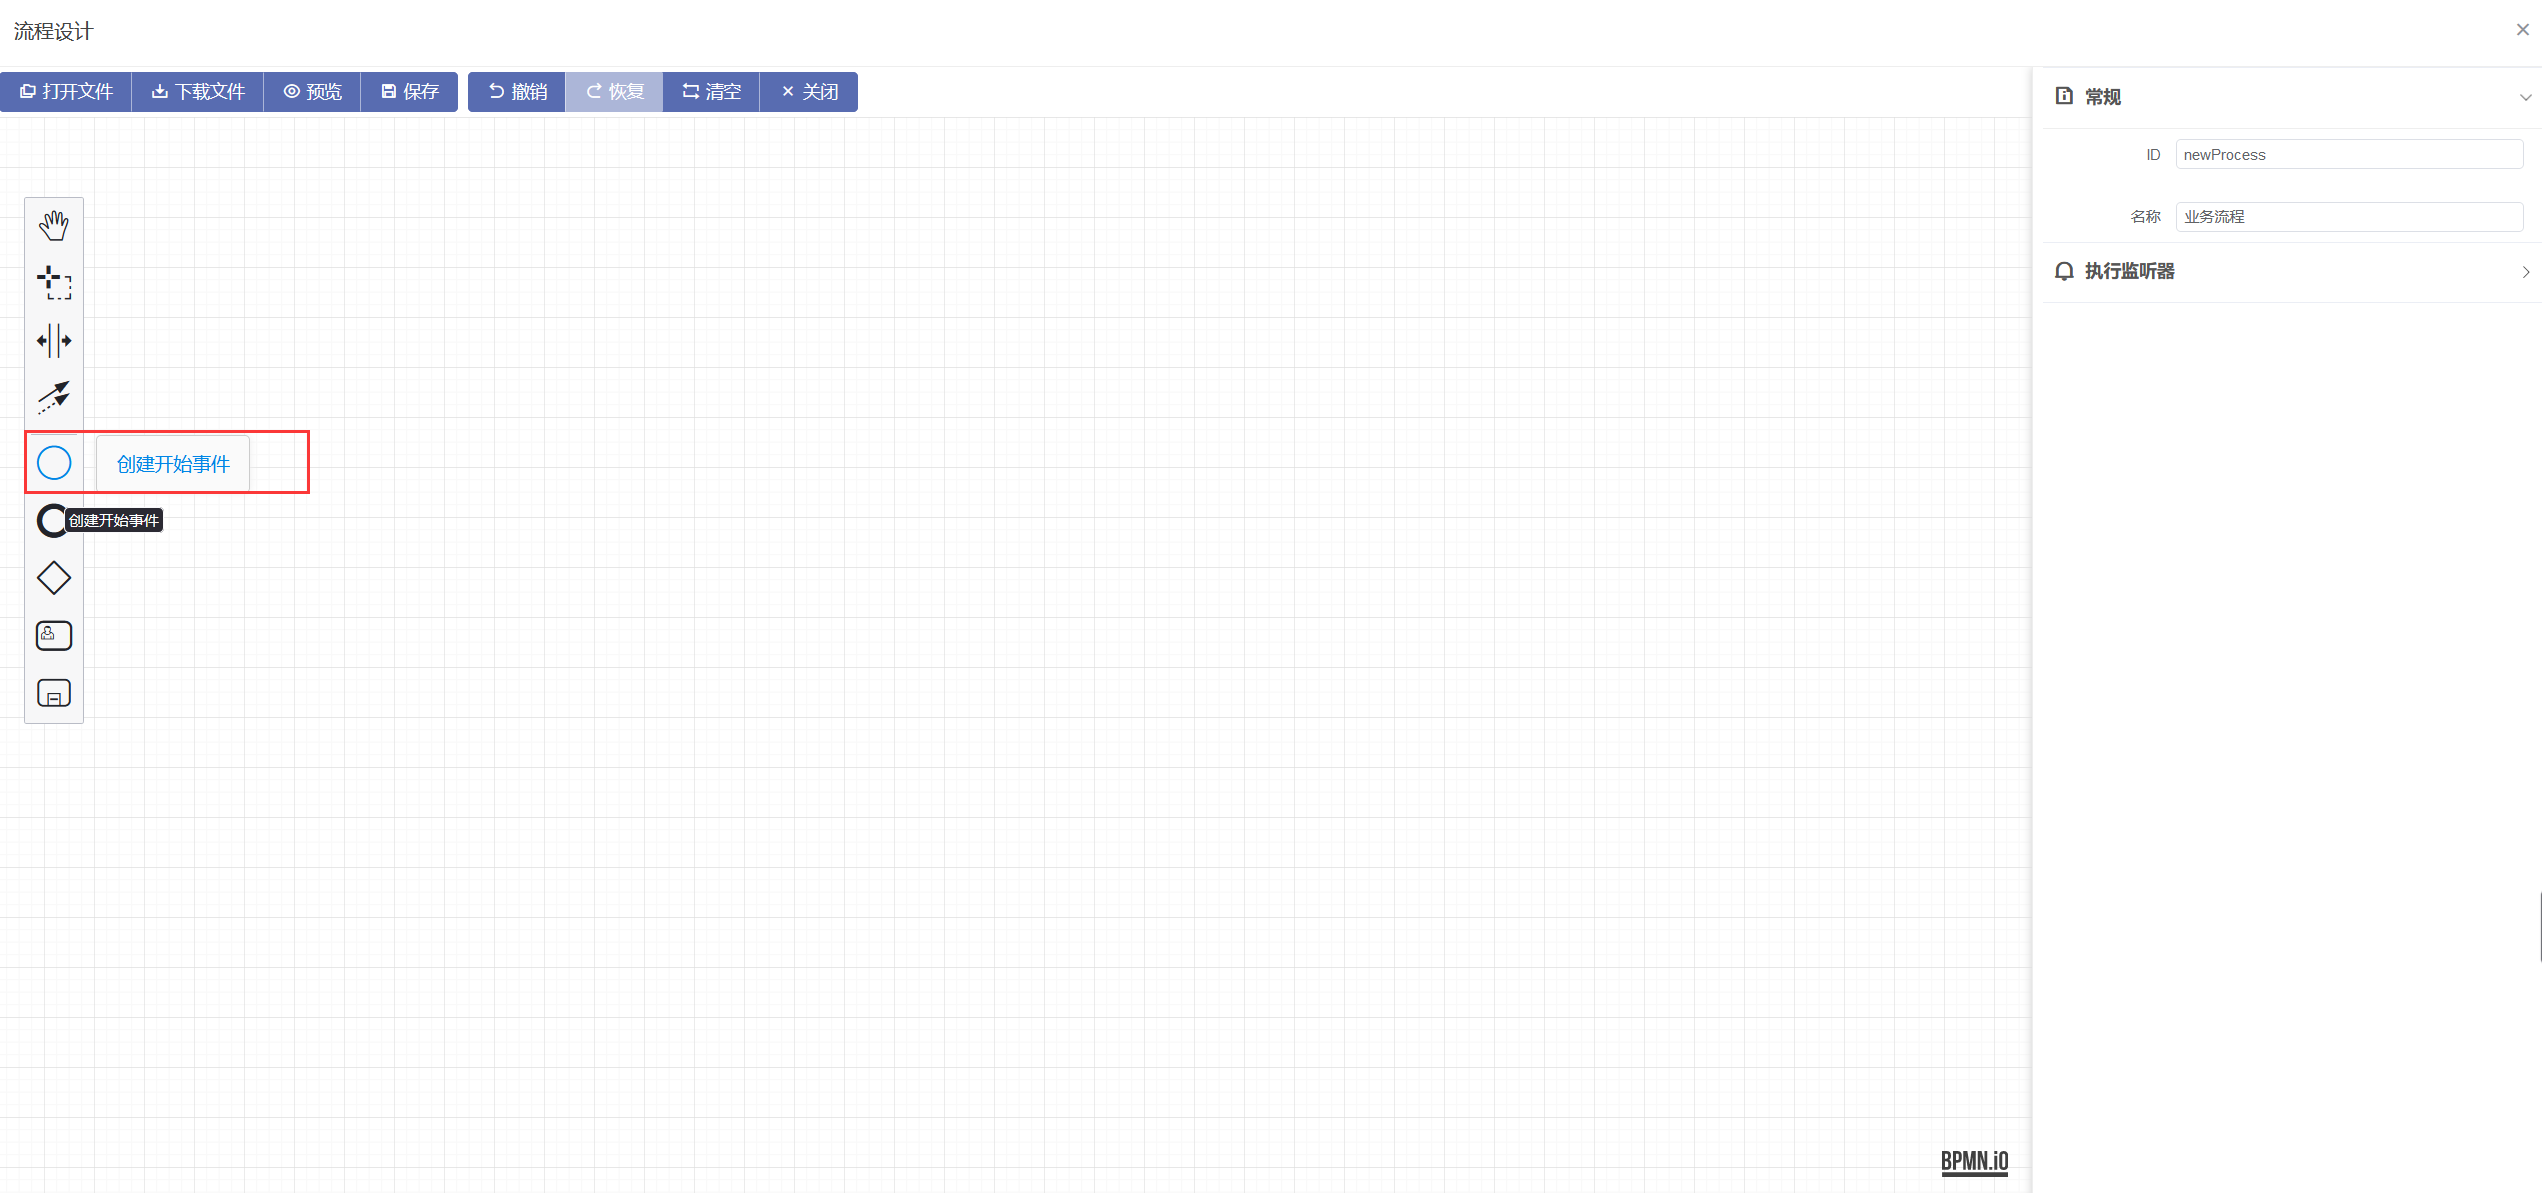 流程设计
打开文件 下载文件 预览 保存 撤销 恢复 清空 关闭
常规
ID newProcess
名称 业务流程
执行监听器
创建开始事件
创建开始事件
BPMN.iO